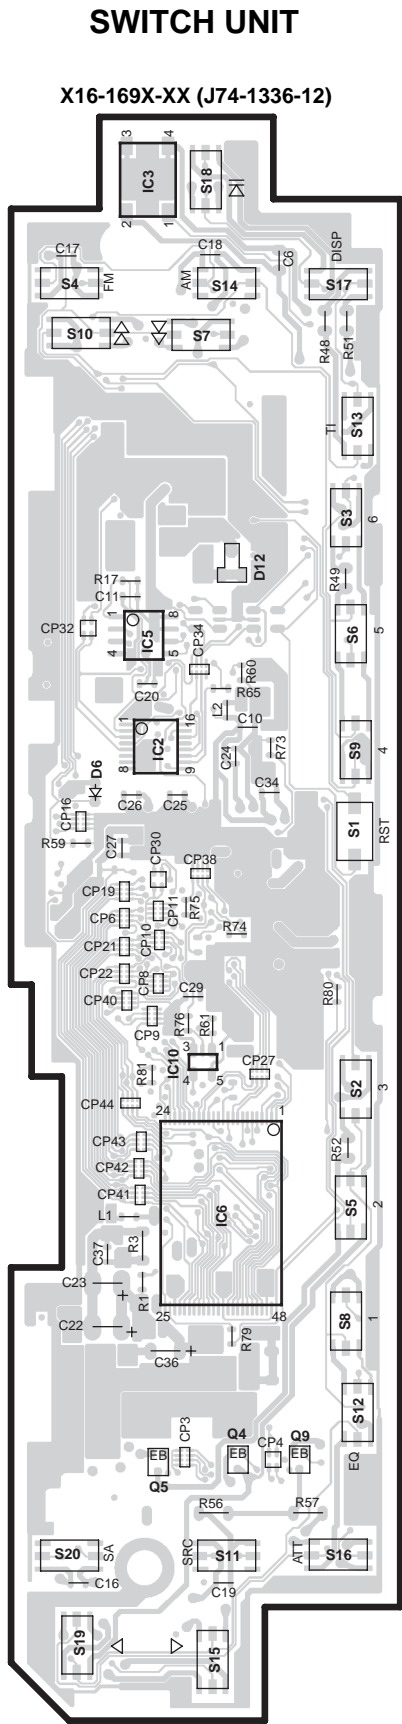 SWITCH UNIT
X16-169X-XX (J74-1336-12)
3 4
IC3
2 1
S18
C17
C18
C6
DISP
S4
FM
AM
S14
S17
S10
S7
R48
R51
TI
S13
S3
6
D12
R17
C11
R49
CP32
1 8
IC5
4 5
CP34
S6
5
C20
R60
R65
L2
C10
1 16
IC2
8 9
C24
R73
S9
4
D6
C26
C25
C34
CP16
R59
C27
S1
RST
CP30
CP38
CP19
CP11
R75
CP6
CP10
R74
CP21
CP22
CP8
CP40
C29
R80
CP9
R76
R61
3 1
IC10
4 5
R81
CP27
S2
3
CP44
24 1
CP43
R52
CP42
CP41
IC6
S5
2
L1
C37
R3
C23
+
R1
25 48
S8
1
C22
+
R79
C36
+
S12
EQ
CP3
Q4
CP4
Q9
EB
EB
EB
Q5
R56
R57
S20
SA
SRC
S11
ATT
S16
C16
C19
S19
S15